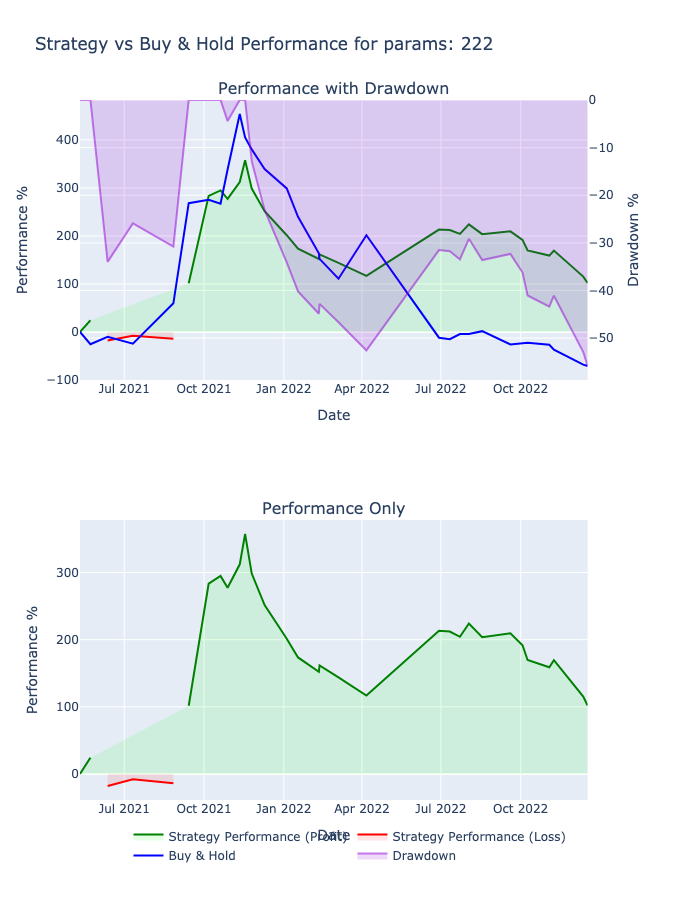 Strategy vs Buy & Hold Performance for params: 222
Performance with Drawdown
400
300
200
100
0
−100
0
−10
−20
−30
−40
−50
Performance %
Drawdown %
Jul 2021
Oct 2021
Jan 2022
Apr 2022
Jul 2022
Oct 2022
Date
Performance Only
300
200
100
0
Performance %
Jul 2021
Oct 2021
Jan 2022
Apr 2022
Jul 2022
Oct 2022
Date
Strategy Performance (Profit)
Strategy Performance (Loss)
Buy & Hold
Drawdown